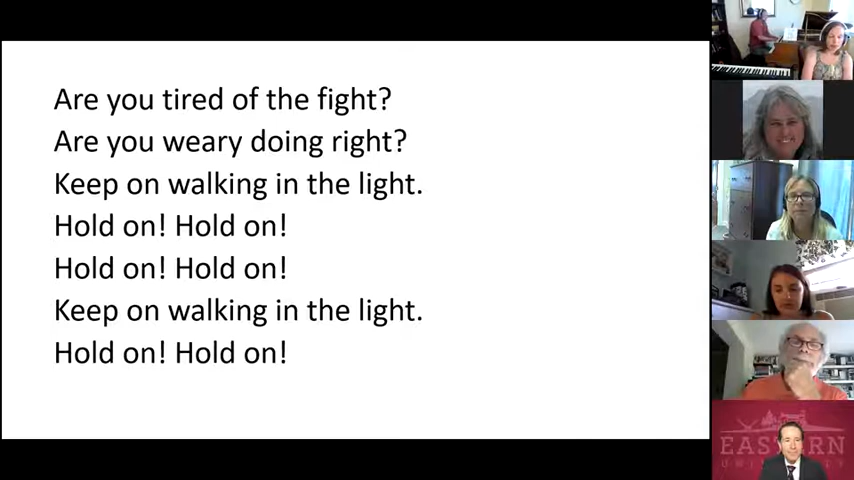 Are you tired of the fight?
Are you weary doing right?
Keep on walking in the light.
Hold on! Hold on!
Hold on! Hold on!
Keep on walking in the light.
Hold on! Hold on!
EASTERN